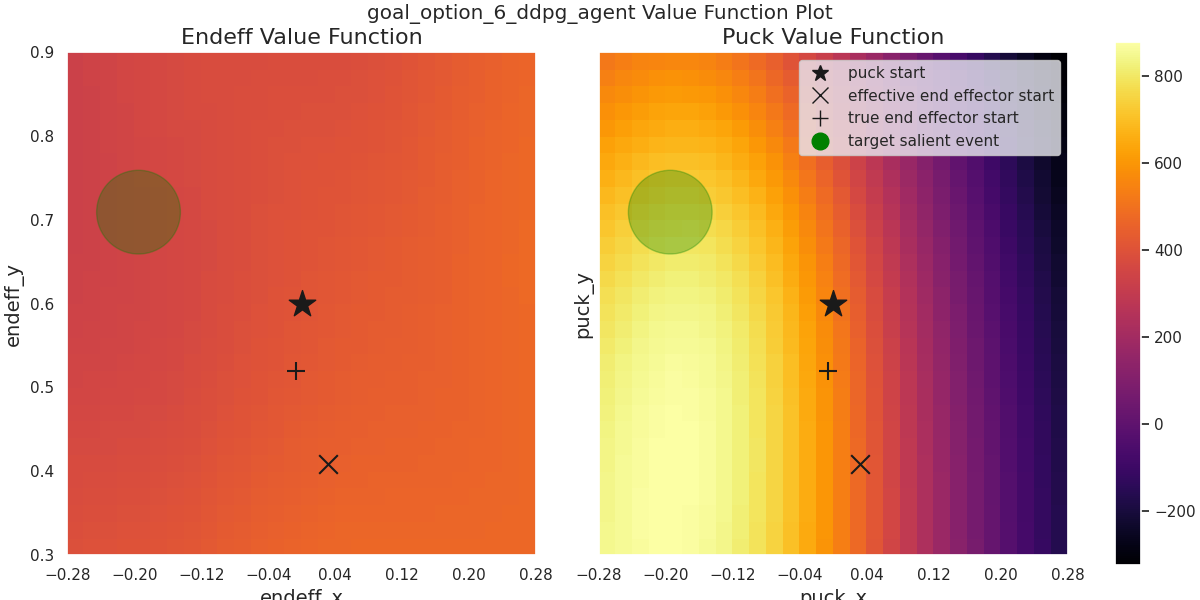 goal_option_6_ddpg_agent Value Function Plot
Endeff Value Function
Puck Value Function
0.9
0.8
0.7
0.6
0.5
0.4
0.3
endeff_y
−0.28 −0.20 −0.12 −0.04 0.04 0.12 0.20 0.28
endeff_x
puck_y
puck start
effective end effector start
true end effector start
target salient event
−0.28 −0.20 −0.12 −0.04 0.04 0.12 0.20 0.28
puck_x
800
600
400
200
0
−200